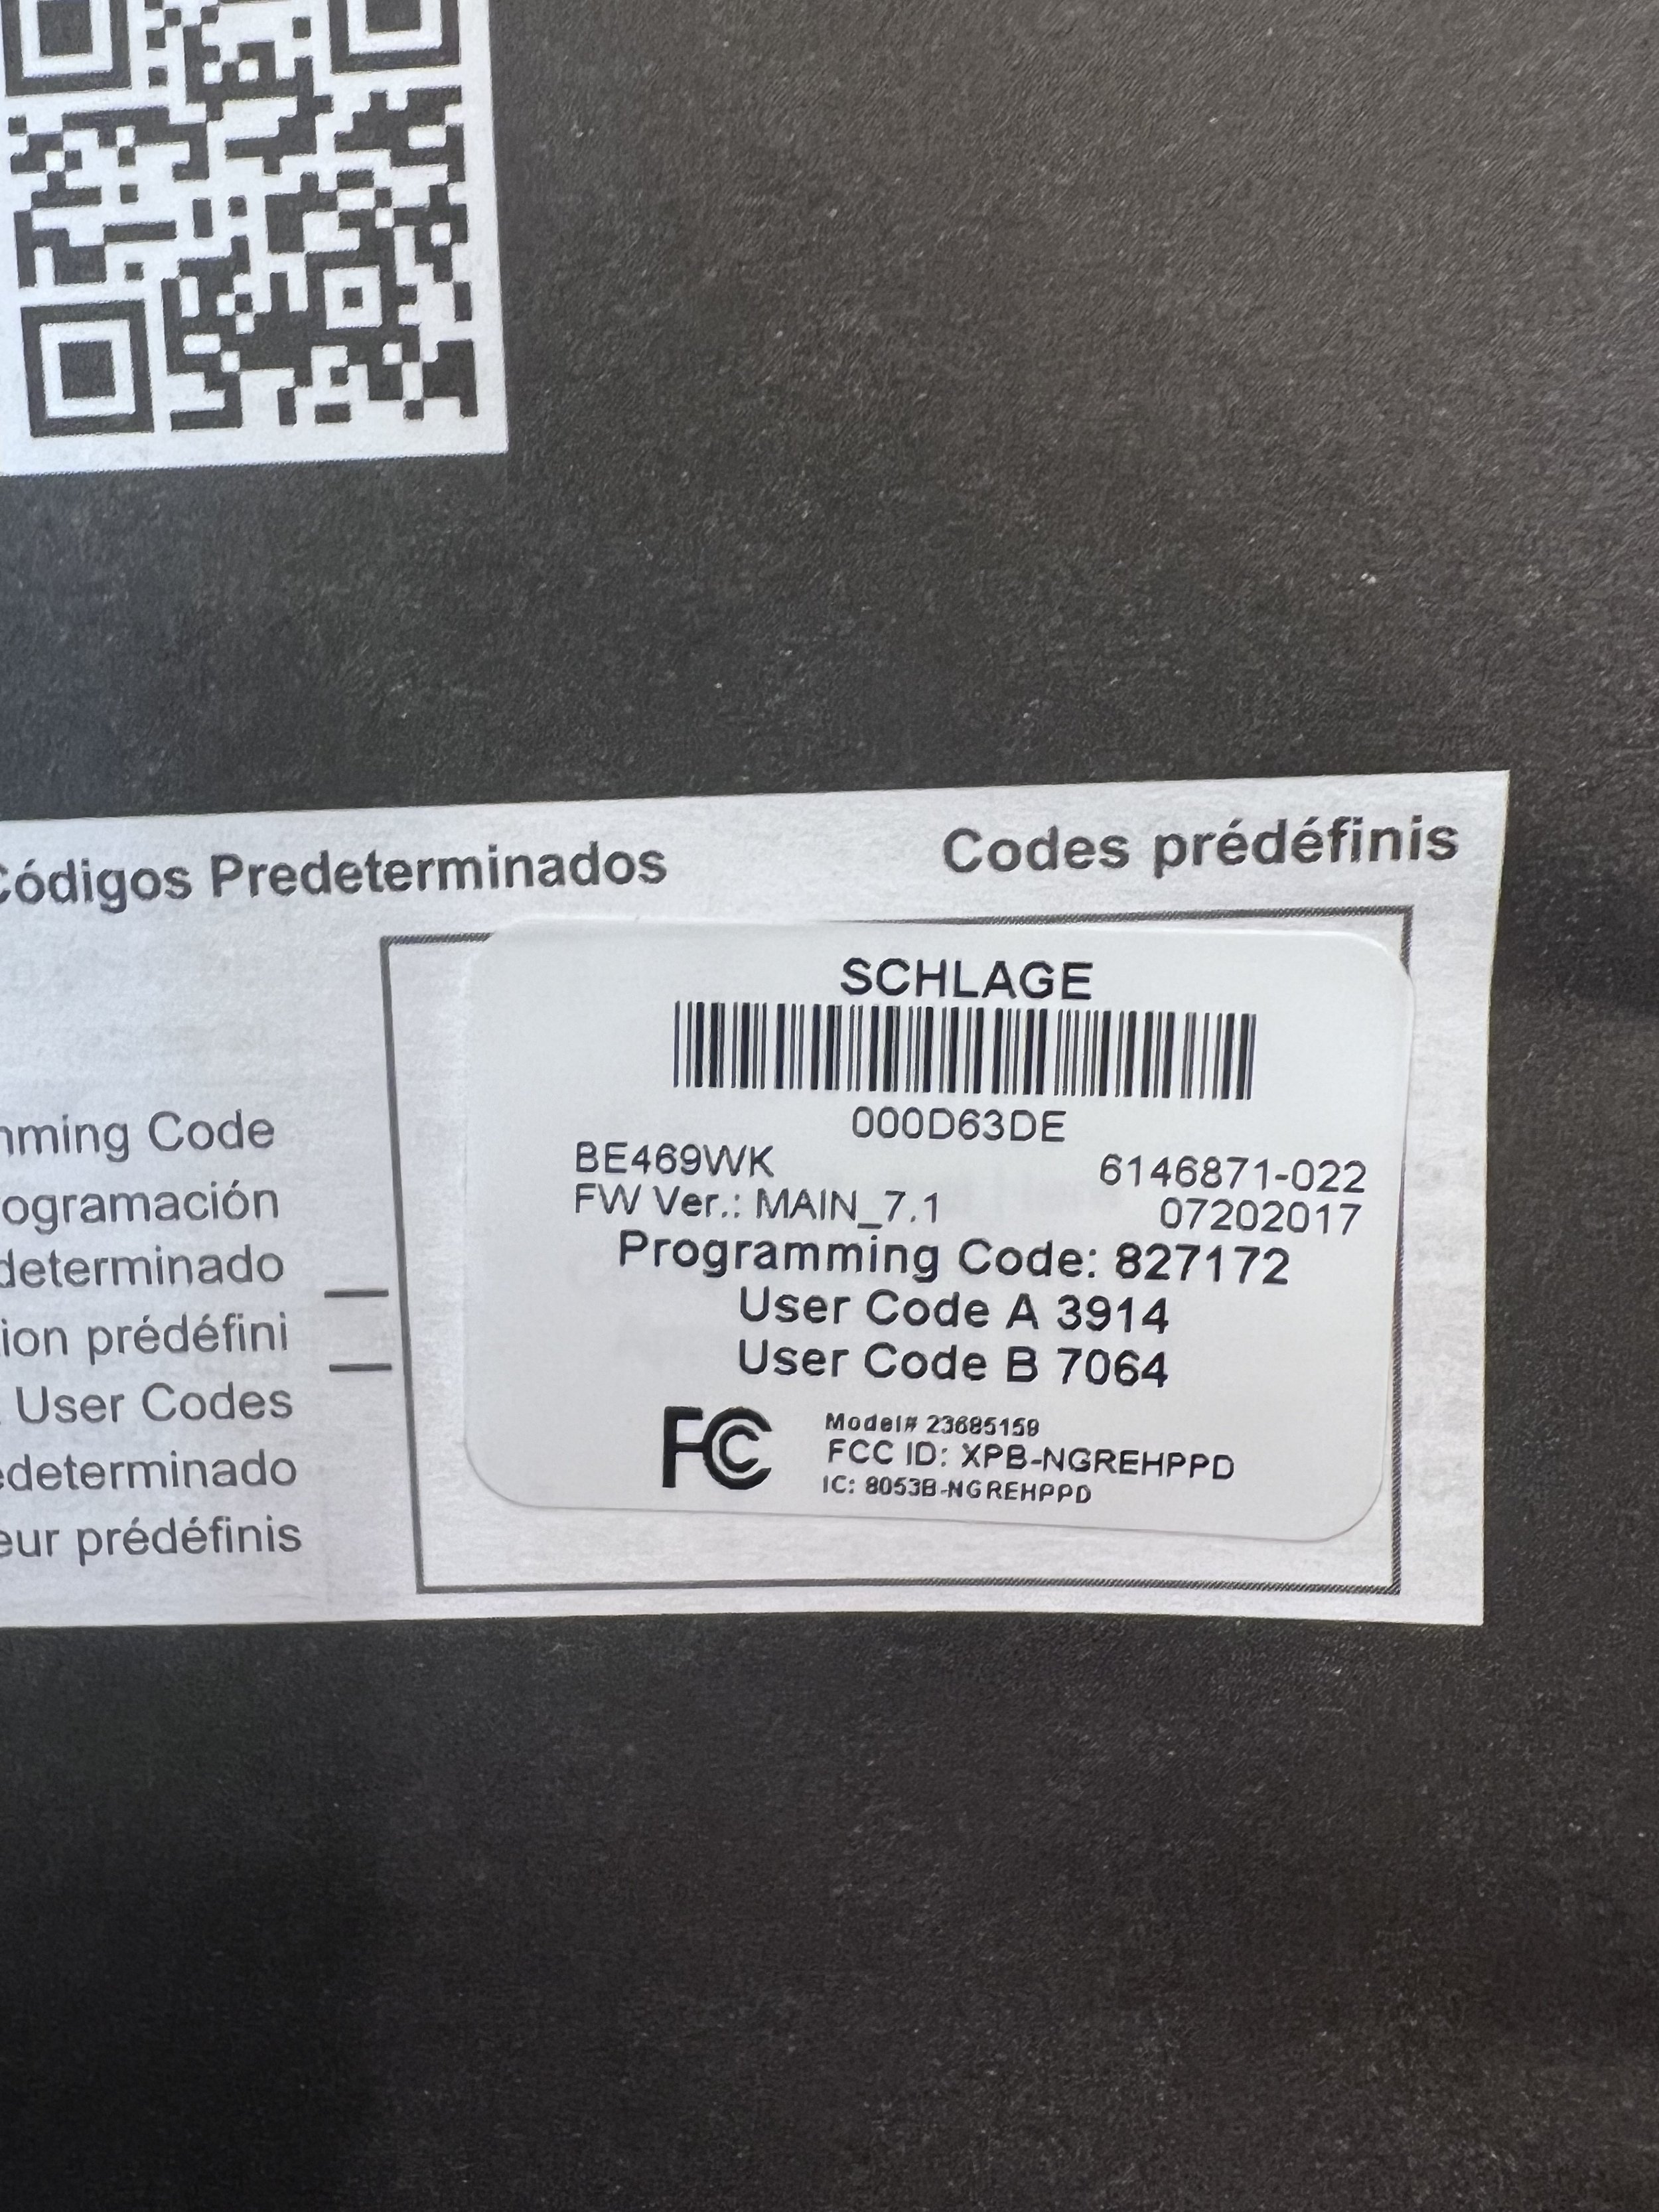 Códigos Predeterminados
Codes prédéfinis
SCHLAGE
000D63DE
BE469WK
6146871-022
FW Ver.: MAIN_7.1
07202017
Programming Code: 827172
User Code A 3914
User Code B 7064
FCC
Model# 23685159
FCC ID: XPB-NGREHPPD
IC: 8053B-NGREHPPD
mming Code
ogramación
determinado
ion prédéfini
User Codes
edeterminado
eur prédéfinis